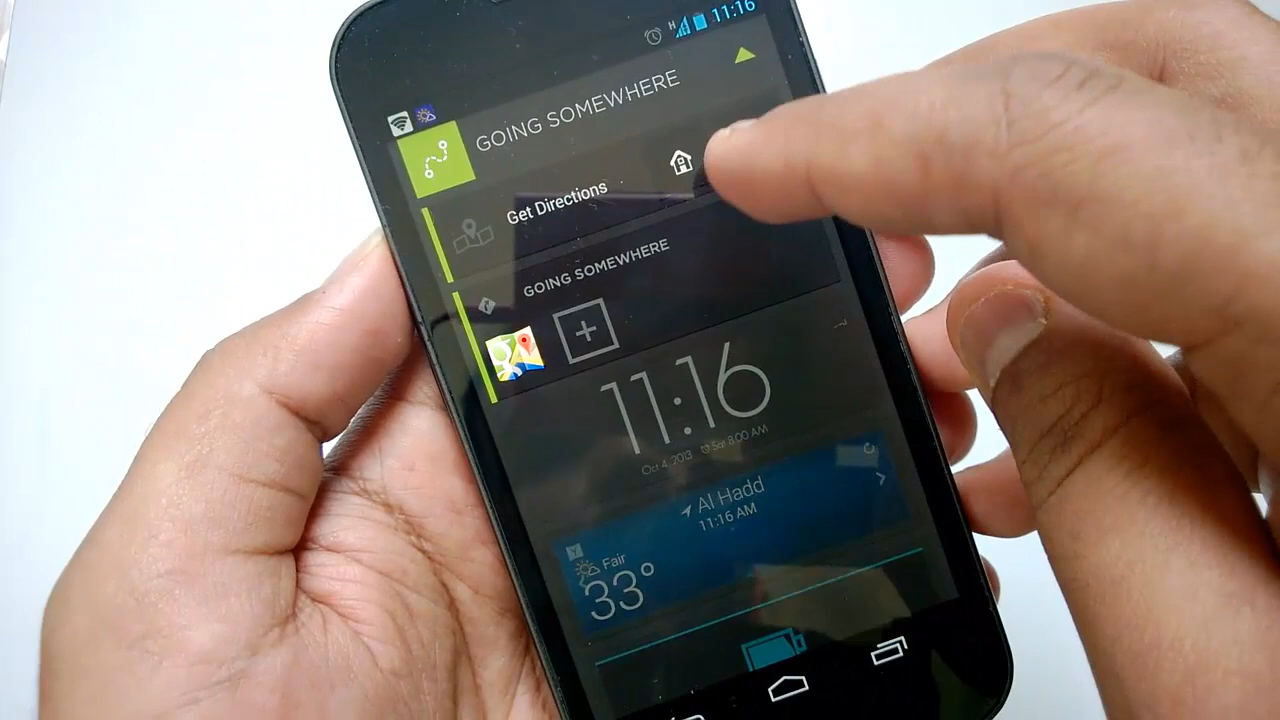 H 11:16
GOING SOMEWHERE
Get Directions
GOING SOMEWHERE
11:16
Oct 4, 2013 Sat 8:00 AM
Al Hadd
11:16 AM
Y
Fair
33°